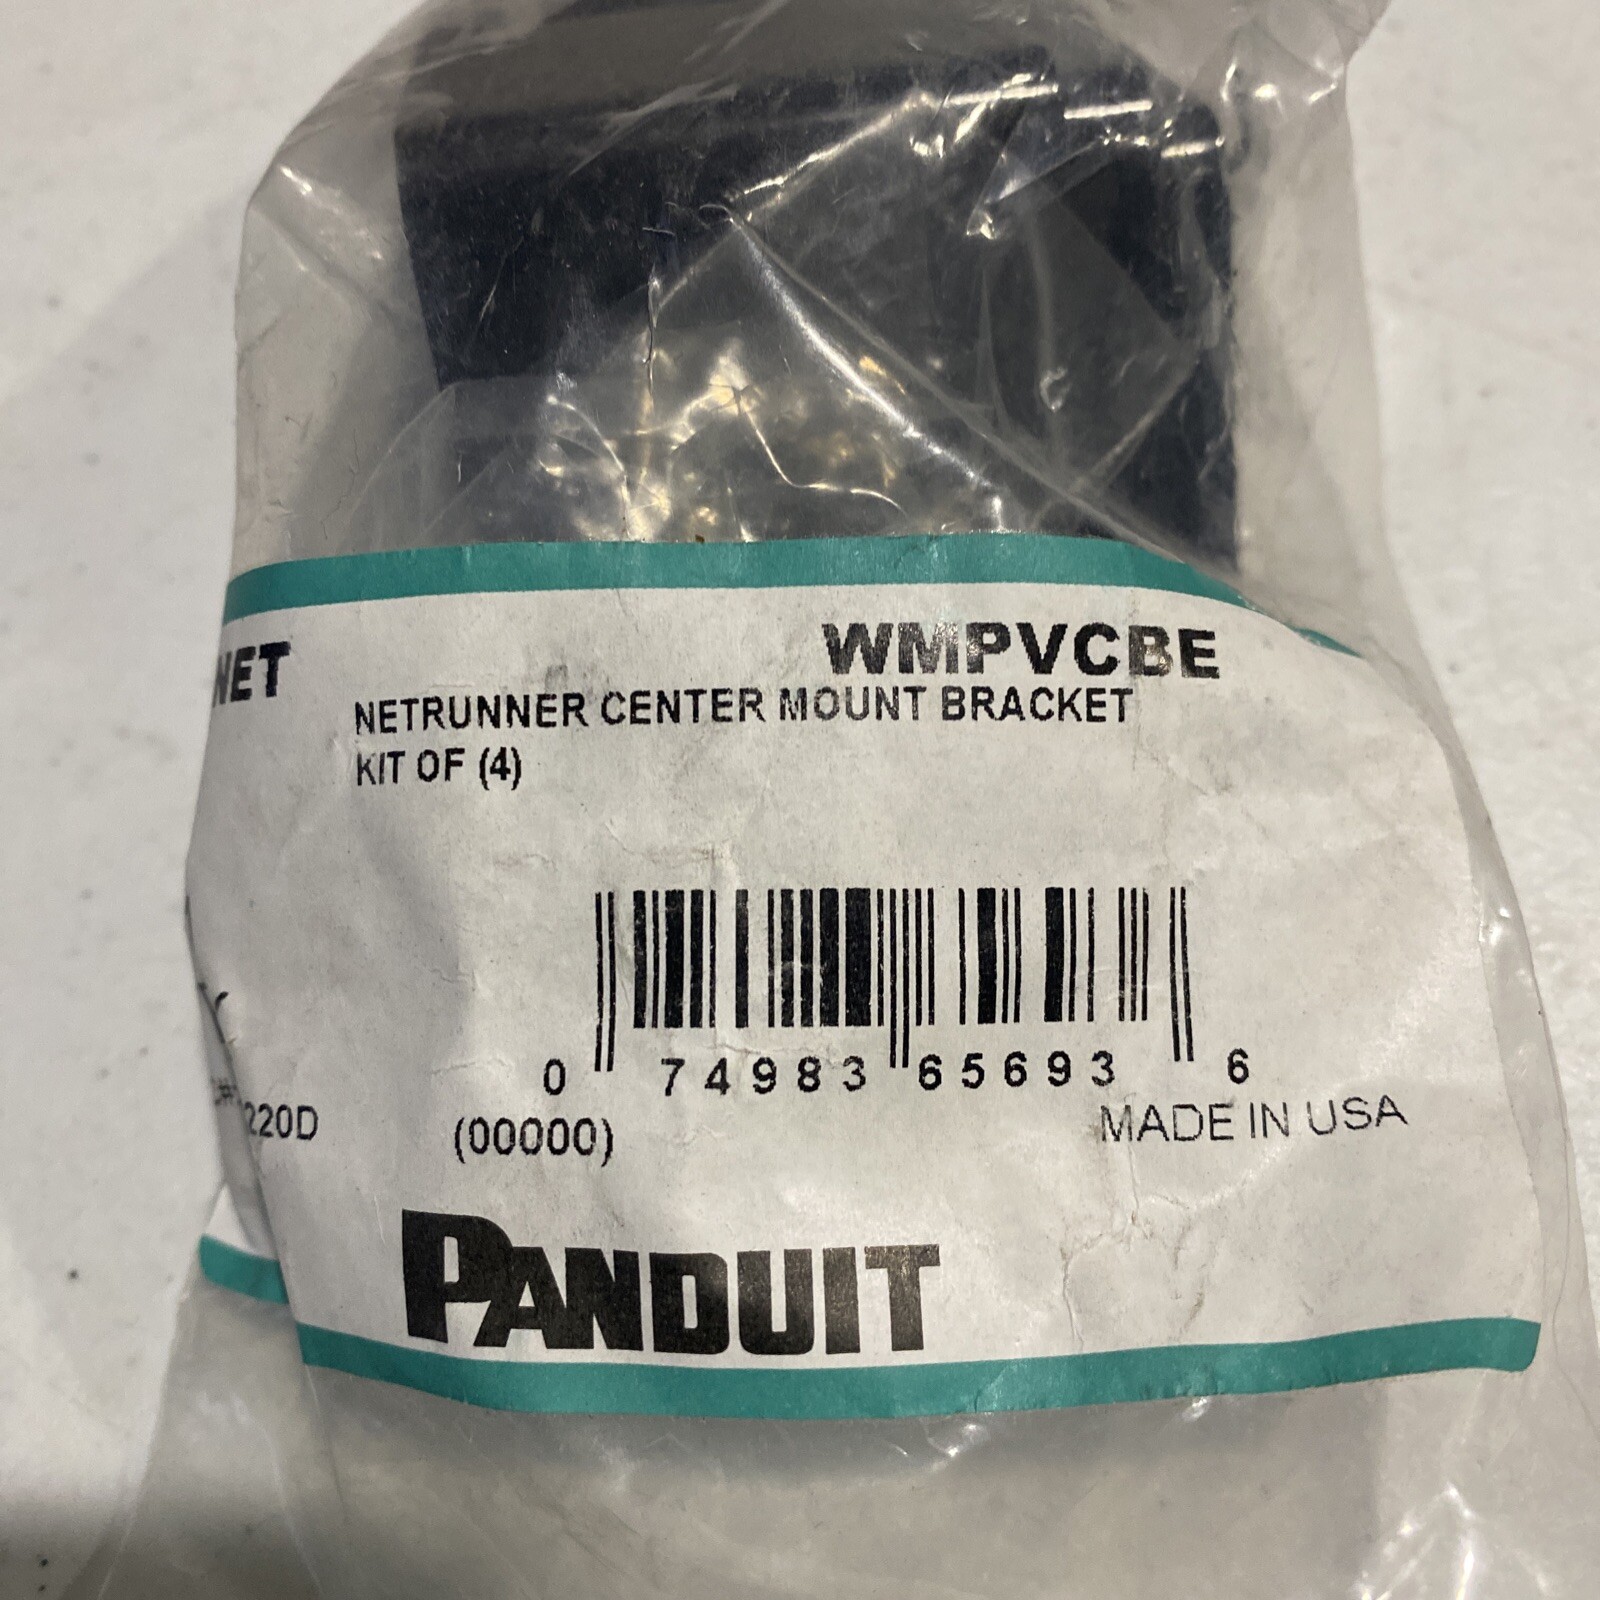 NET
WMPVCBE
NETRUNNER CENTER MOUNT BRACKET
KIT OF (4)
0 74983 65693 6
220D
(00000)
MADE IN USA
PANDUIT